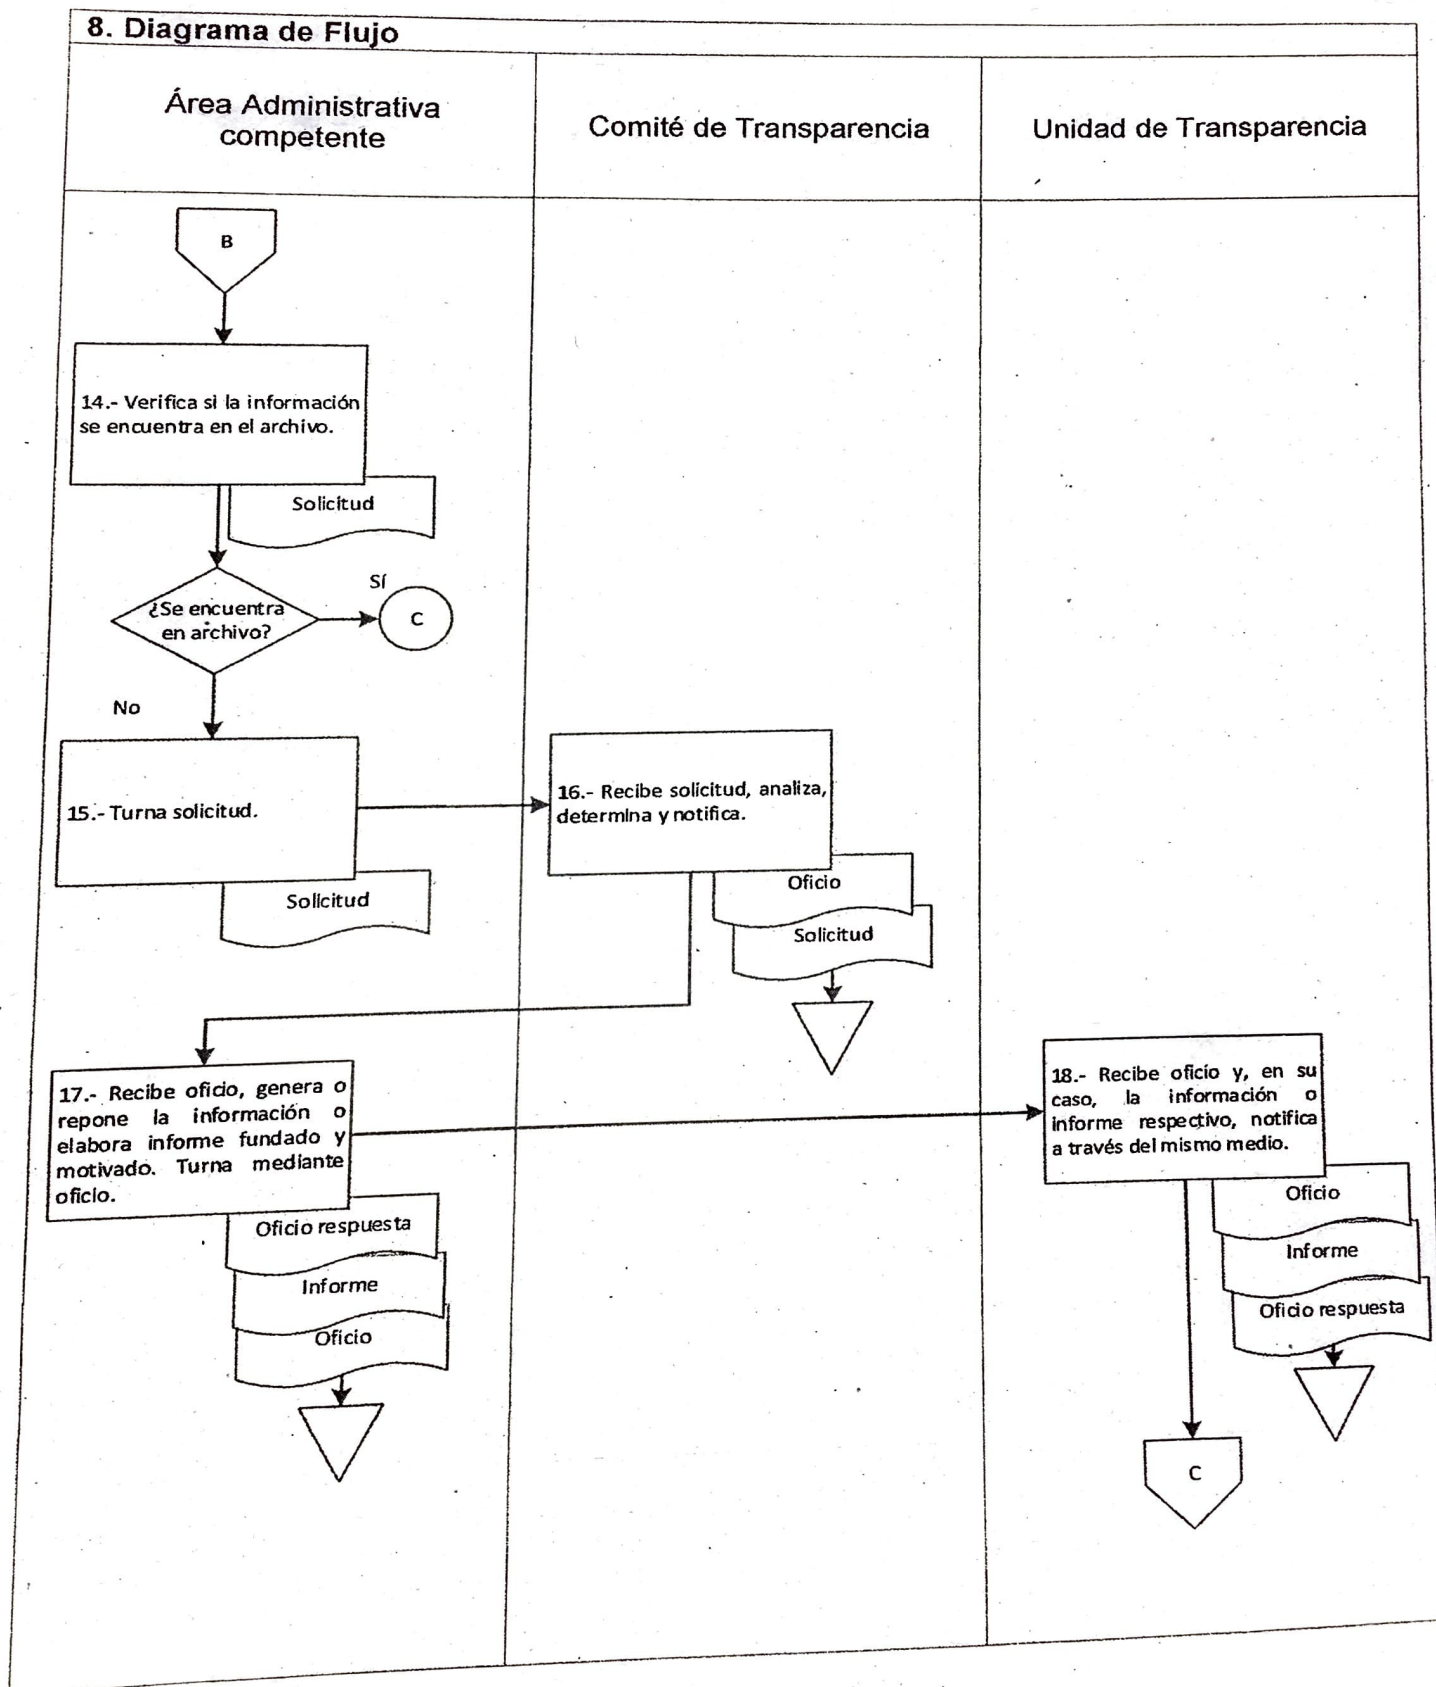 8. Diagrama de Flujo
Área Administrativa
competente
Comité de Transparencia
Unidad de Transparencia
B
14.- Verifica si la información
se encuentra en el archivo.
Solicitud
¿Se encuentra
en archivo?
Sí
C
No
15.- Turna solicitud.
Solicitud
16.- Recibe solicitud, analiza,
determina y notifica.
Oficio
Solicitud
17.- Recibe oficio, genera o
repone la información o
elabora informe fundado y
motivado. Turna mediante
oficio.
Oficio respuesta
Informe
Oficio
18.- Recibe oficio y, en su
caso, la información o
informe respectivo, notifica
a través del mismo medio.
Oficio
Informe
Oficio respuesta
C